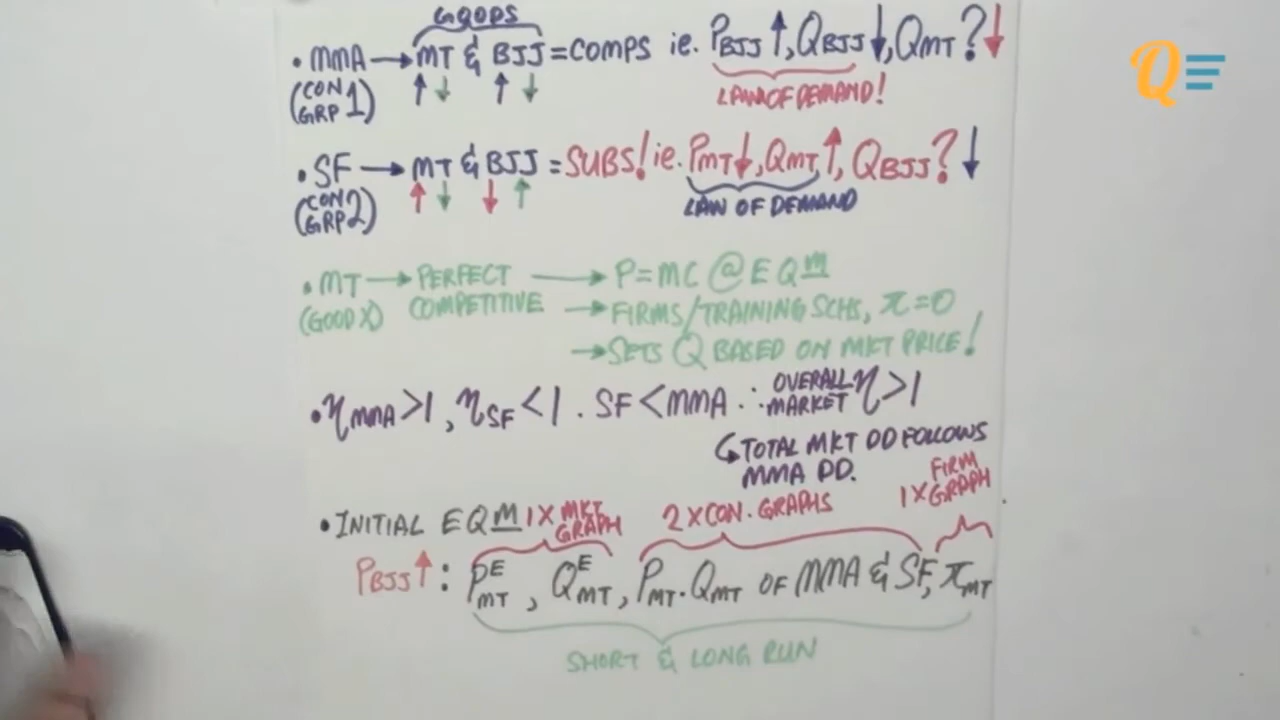 GOODS
• MMA → MT & BJJ = COMPS ie. PBJJ ↑, QBJJ ↓, QMT? ↓
(CON GRP 1) ↑ ↓ ↑ ↓ LAW OF DEMAND!
• SF → MT & BJJ = SUBS! ie. PMT ↓, QMT ↑, QBJJ? ↓
(CON GRP 2) ↑ ↓ ↓ ↑ LAW OF DEMAND
• MT → PERFECT COMPETITIVE → P=MC @ EQM
(GOOD X) → FIRMS/TRAINING SCHS, π=0
→ SETS Q BASED ON MKT PRICE!
• ηMMA>1, ηSF<1. SF<MMA ∴ OVERALL MARKET η>1
↳ TOTAL MKT DD FOLLOWS
MMA DD.
• INITIAL EQM 1X MKT GRAPH 2 X CON. GRAPHS 1 X FIRM GRAPH
PBJJ ↑: P^E MT, Q^E MT, PMT.QMT OF MMA & SF, πMT
SHORT & LONG RUN
Q